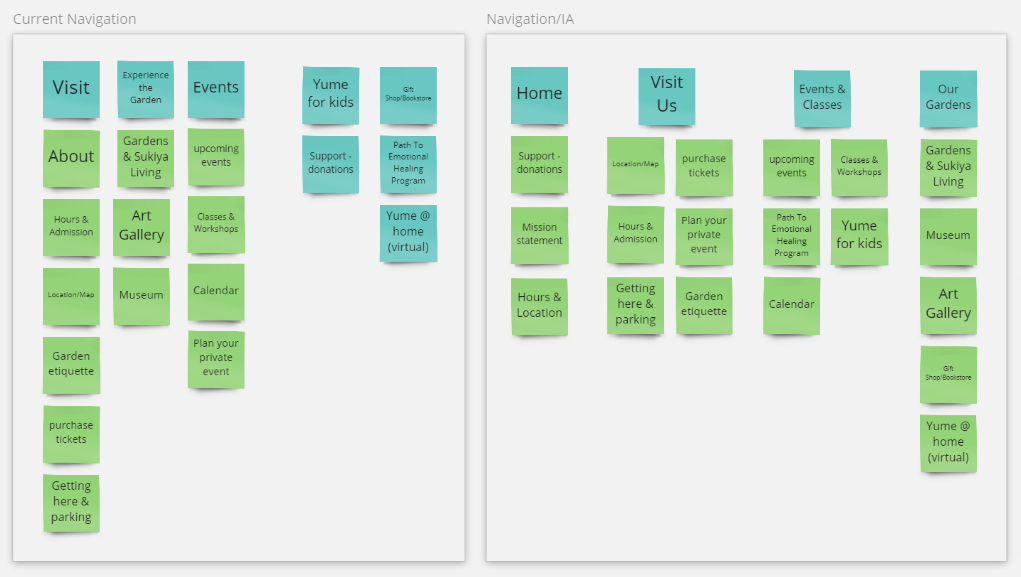 Current Navigation
Visit
Experience
the
Garden
Events
Yume
for kids
Gift
Shop/Bookstore
About
Gardens
& Sukiya
Living
upcoming
events
Support -
donations
Path To
Emotional
Healing
Program
Hours &
Admission
Art
Gallery
Classes &
Workshops
Yume @
home
(virtual)
Location/Map
Museum
Calendar
Garden
etiquette
Plan your
private
event
purchase
tickets
Getting
here &
parking
Navigation/IA
Home
Visit
Us
Events &
Classes
Our
Gardens
Support -
donations
Location/Map
purchase
tickets
upcoming
events
Classes &
Workshops
Gardens
& Sukiya
Living
Mission
statement
Hours &
Admission
Plan your
private
event
Path To
Emotional
Healing
Program
Yume
for kids
Museum
Hours &
Location
Getting
here &
parking
Garden
etiquette
Calendar
Art
Gallery
Gift
Shop/Bookstore
Yume @
home
(virtual)